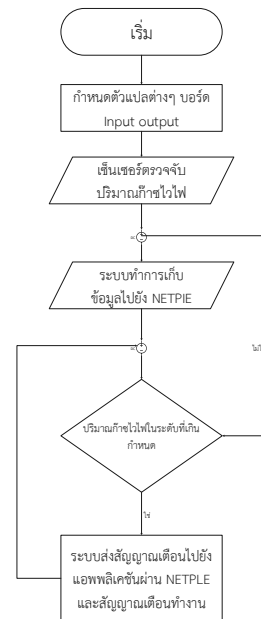 เริ่ม
กำหนดตัวแปลต่างๆ บอร์ด
Input output
เซ็นเซอร์ตรวจจับ
ปริมาณก๊าซไวไฟ
ระบบทำการเก็บ
ข้อมูลไปยัง NETPIE
ปริมาณก๊าซไวไฟในระดับที่เกิน
กำหนด
ใช่
ระบบส่งสัญญาณเตือนไปยัง
แอพพลิเคชันผ่าน NETPLE
และสัญญาณเตือนทำงาน